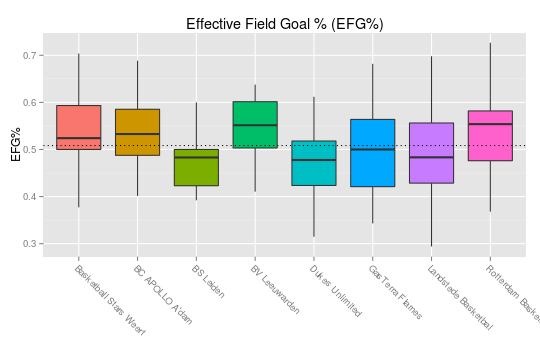 Effective Field Goal % (EFG%)
EFG%
0.7
0.6
0.5
0.4
0.3
Basketball Stars Weert
BC APOLLO A'dam
BS Leiden
BV Leeuwarden
Dukes Unlimited
GasTerra Flames
Landstede Basketbal
Rotterdam Baske